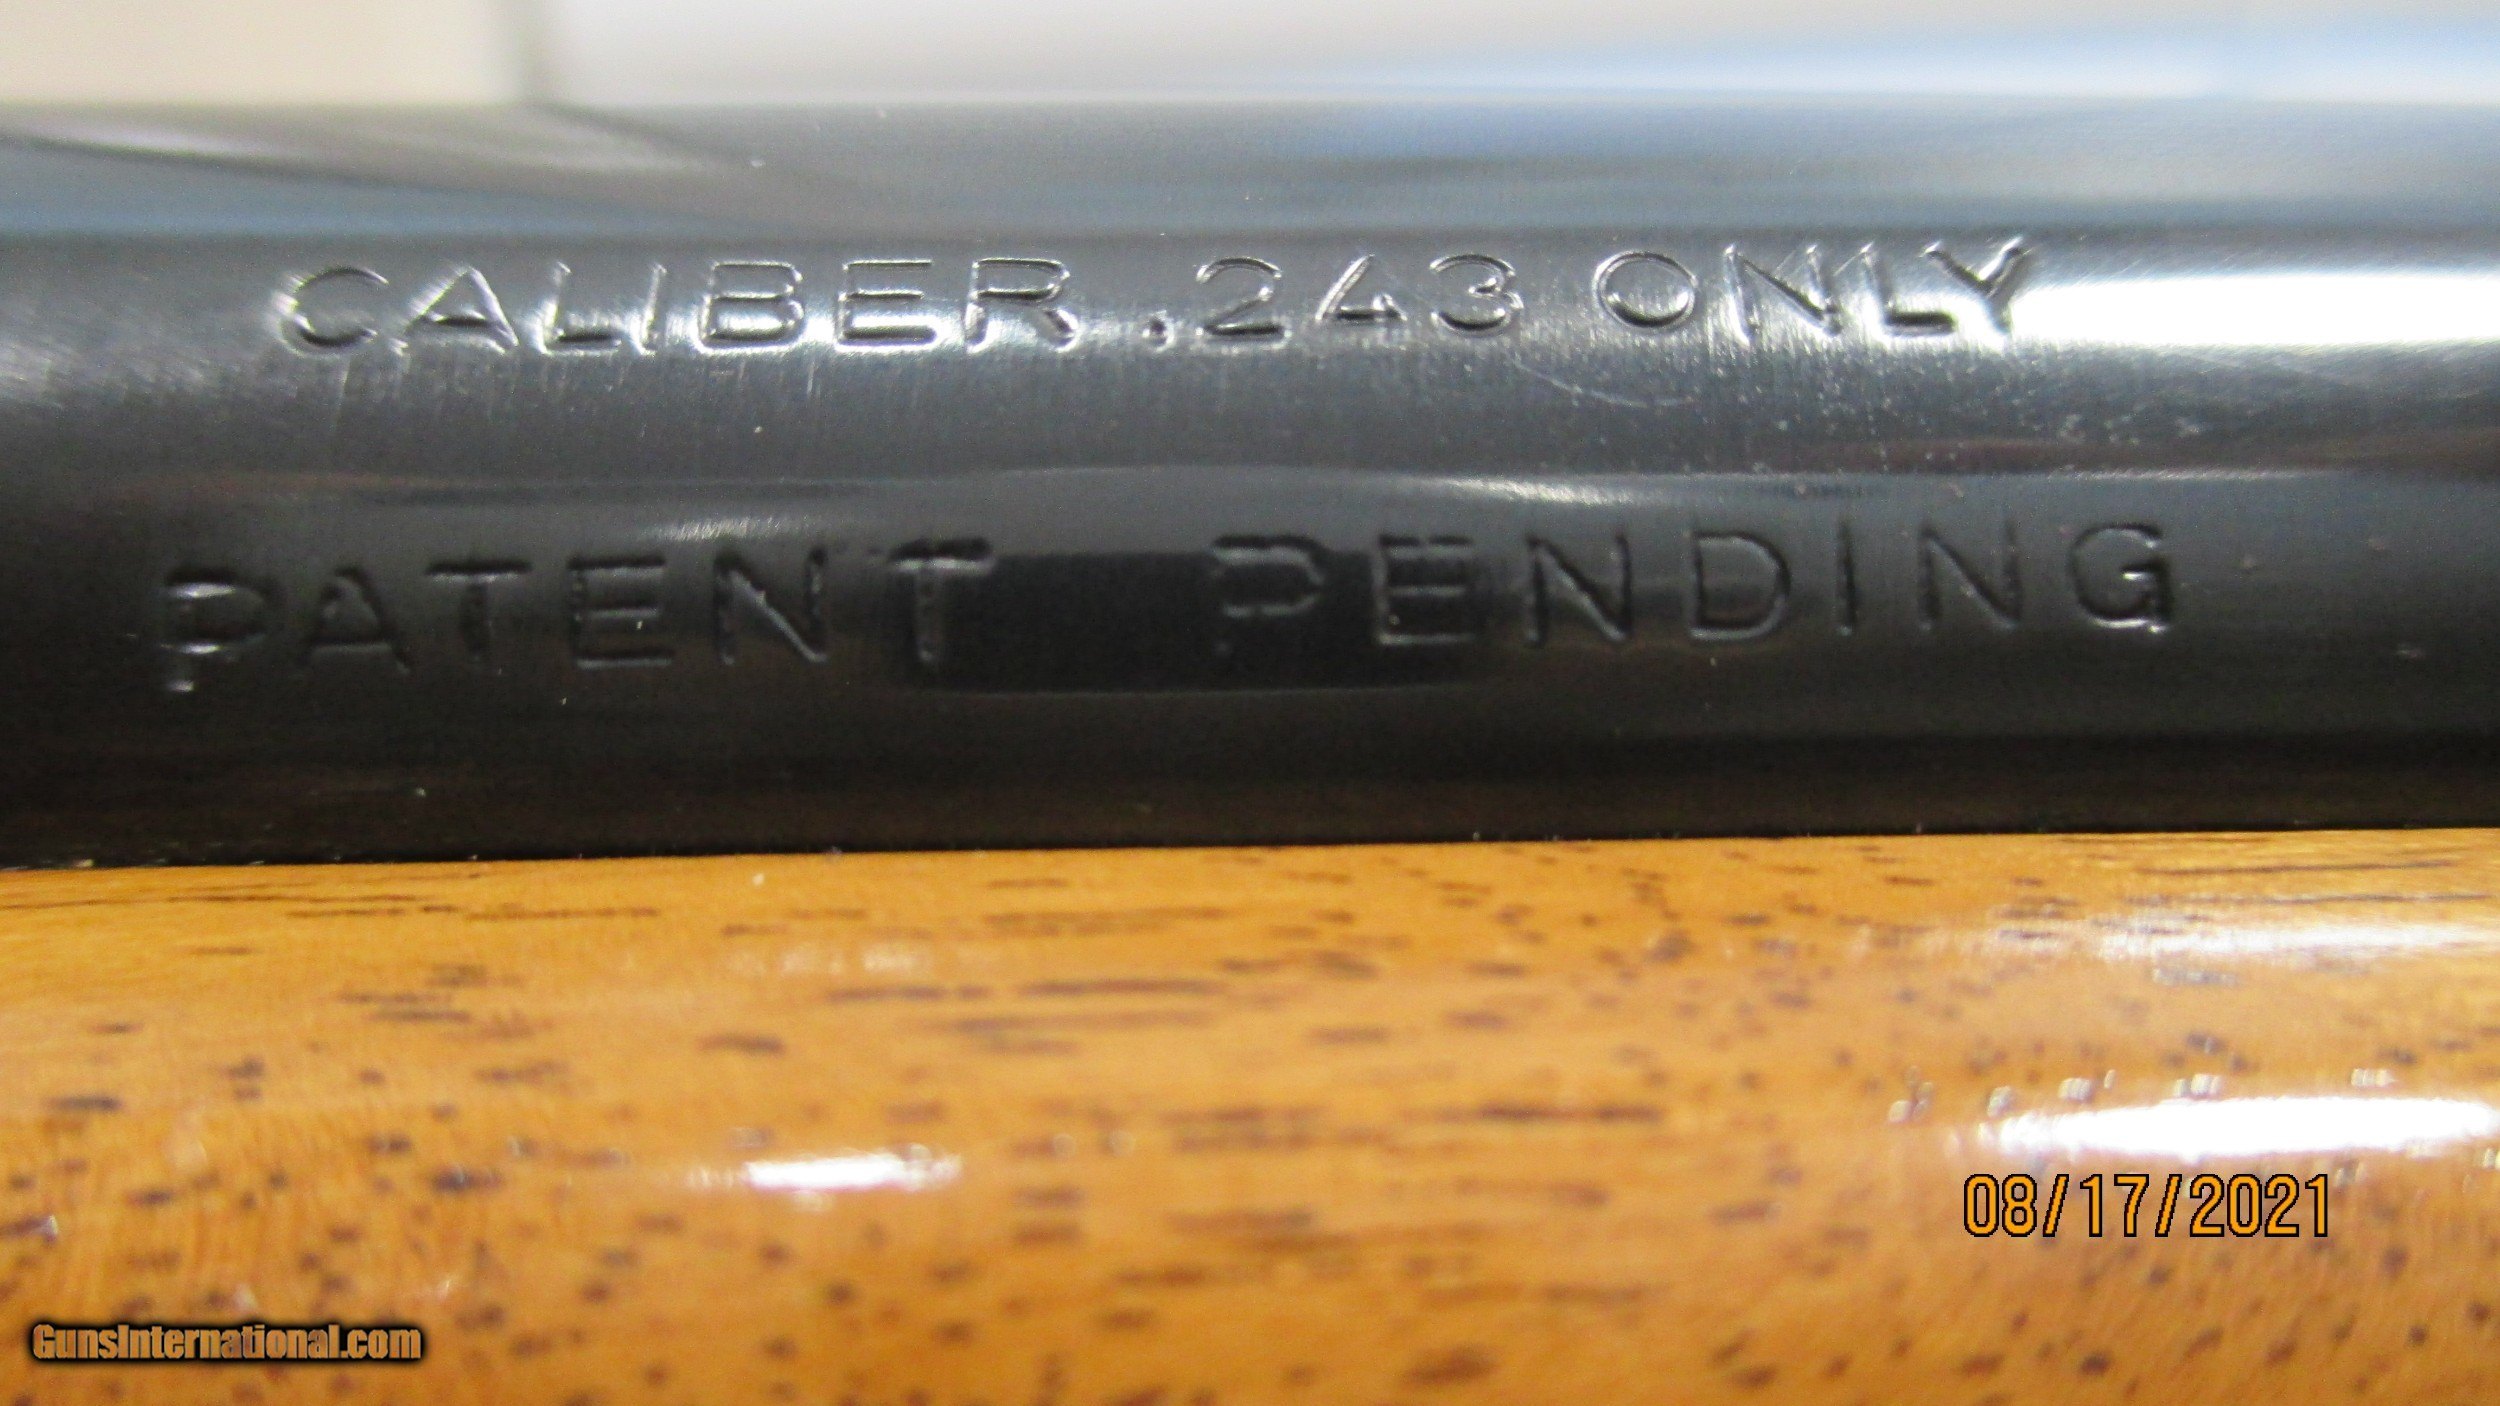 CALIBER .243 ONLY
PATENT PENDING
08/17/2021
GunsInternational.com